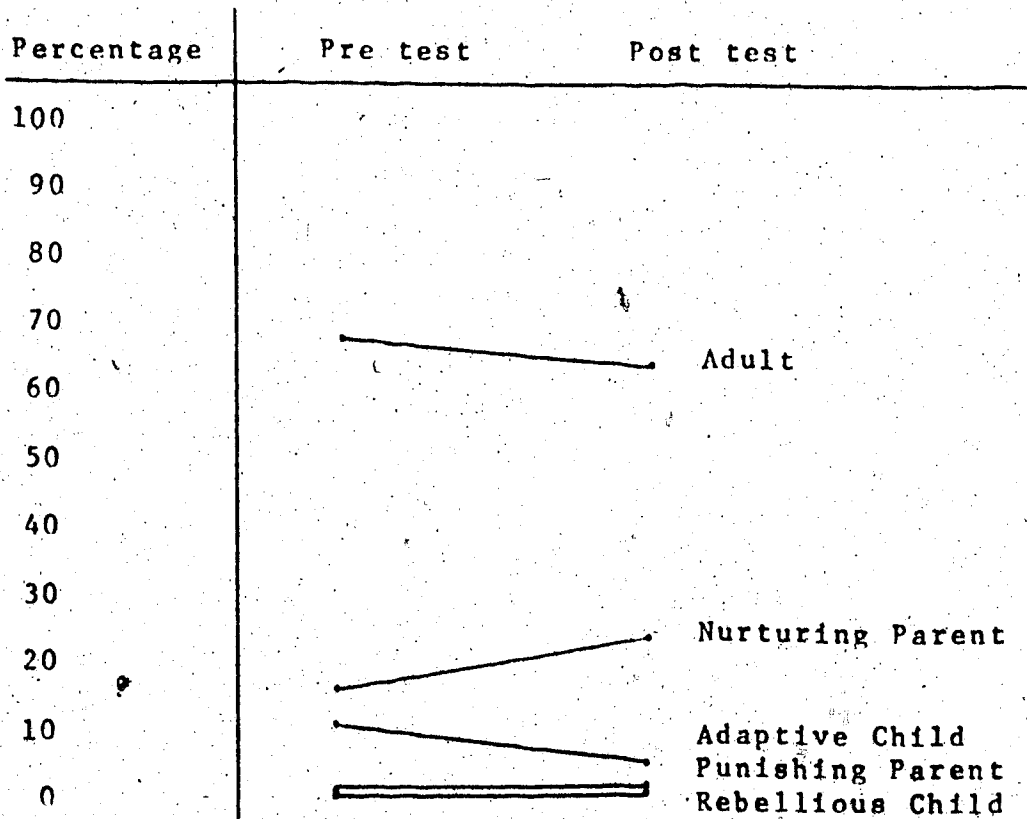 Percentage Pre test Post test
100
90
80
70
Adult
60
50
40
30
Nurturing Parent
20
10
Adaptive Child
Punishing Parent
0 Rebellious Child